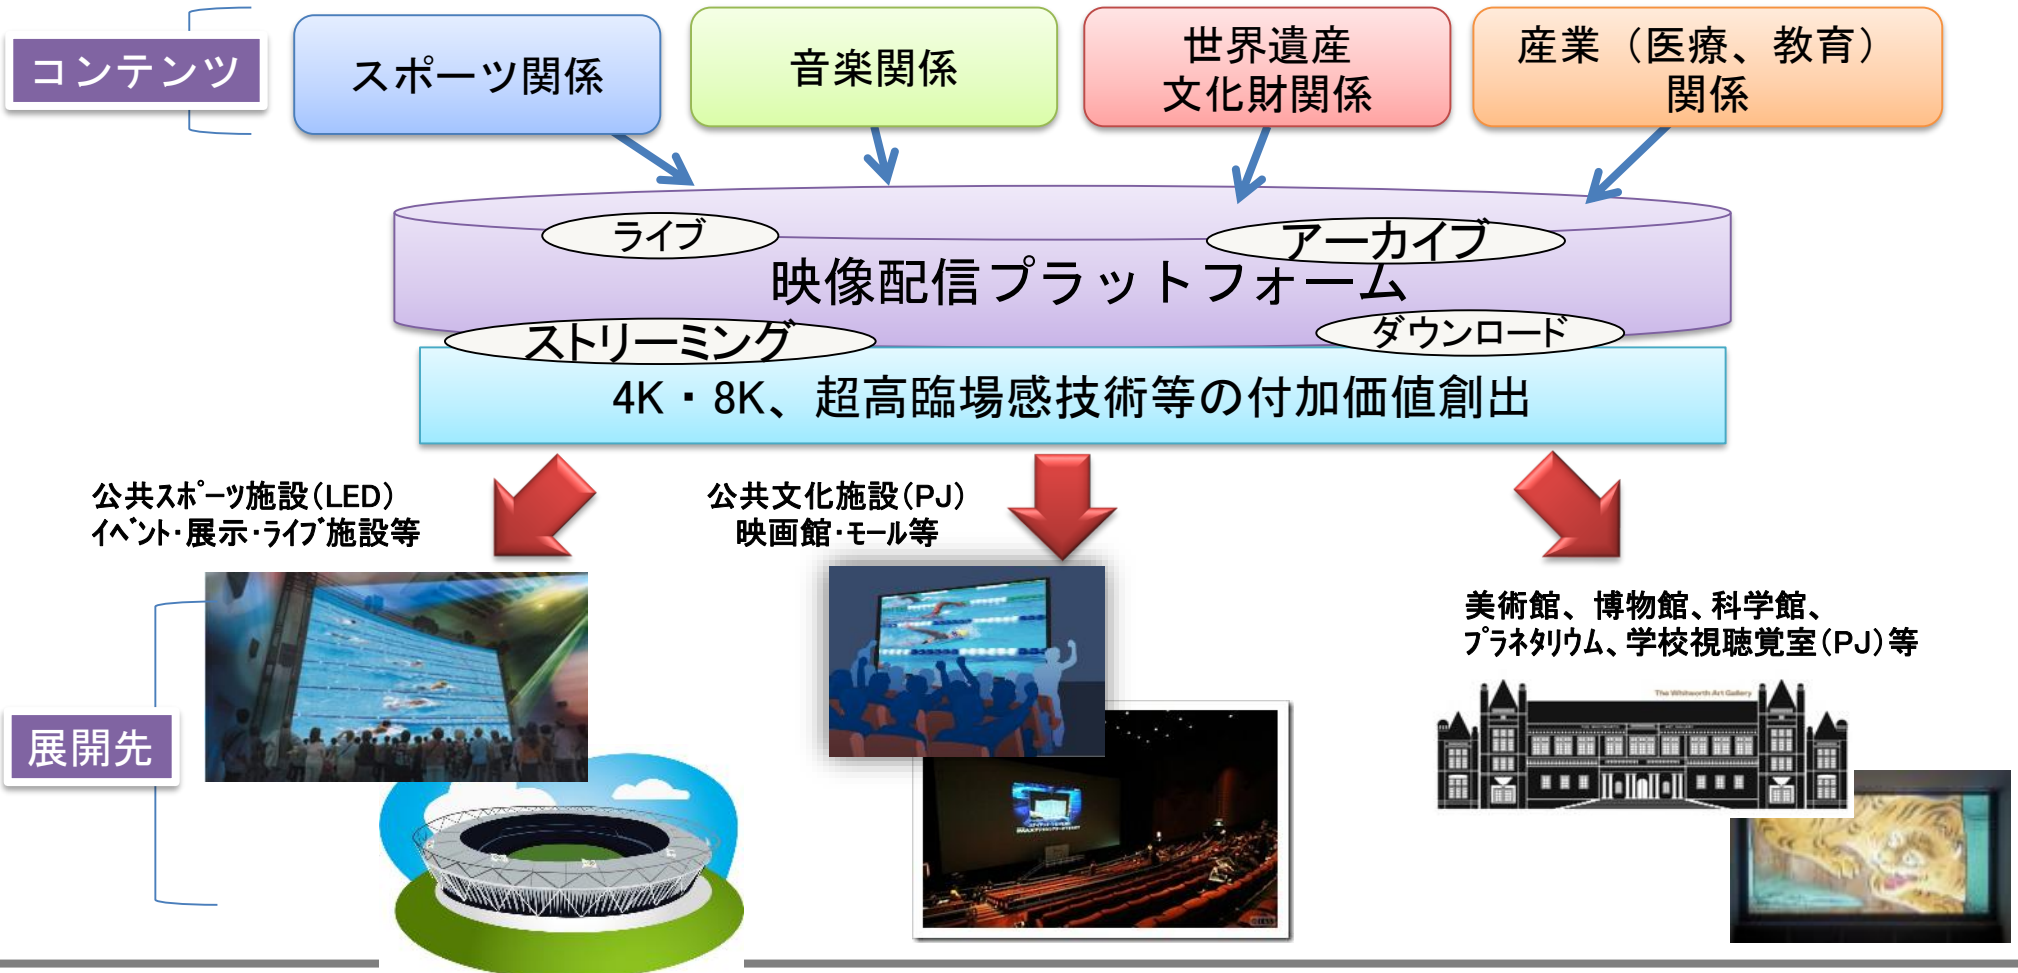 コンテンツ
スポーツ関係
音楽関係
世界遺産
文化財関係
産業（医療、教育）
関係
ライブ
アーカイブ
映像配信プラットフォーム
ストリーミング
ダウンロード
4K・8K、超高臨場感技術等の付加価値創出
公共ｽﾎﾟｰﾂ施設(LED)
ｲﾍﾞﾝﾄ･展示･ﾗｲﾌﾞ施設等
公共文化施設(PJ)
映画館･ﾓｰﾙ等
美術館、博物館、科学館、
ﾌﾟﾗﾈﾀﾘｳﾑ、学校視聴覚室(PJ)等
展開先
The Whitworth Art Gallery